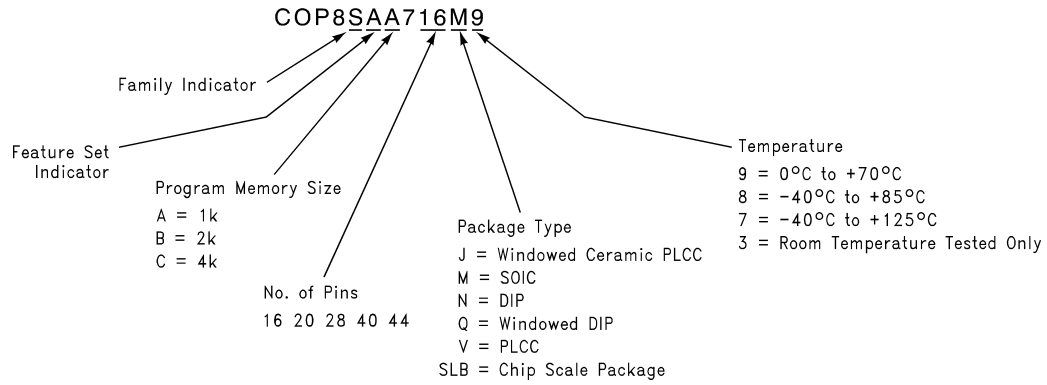 COP8SAA716M9
Family Indicator
Feature Set
Indicator
Program Memory Size
A = 1k
B = 2k
C = 4k
No. of Pins
16 20 28 40 44
Package Type
J = Windowed Ceramic PLCC
M = SOIC
N = DIP
Q = Windowed DIP
V = PLCC
SLB = Chip Scale Package
Temperature
9 = 0°C to +70°C
8 = -40°C to +85°C
7 = -40°C to +125°C
3 = Room Temperature Tested Only